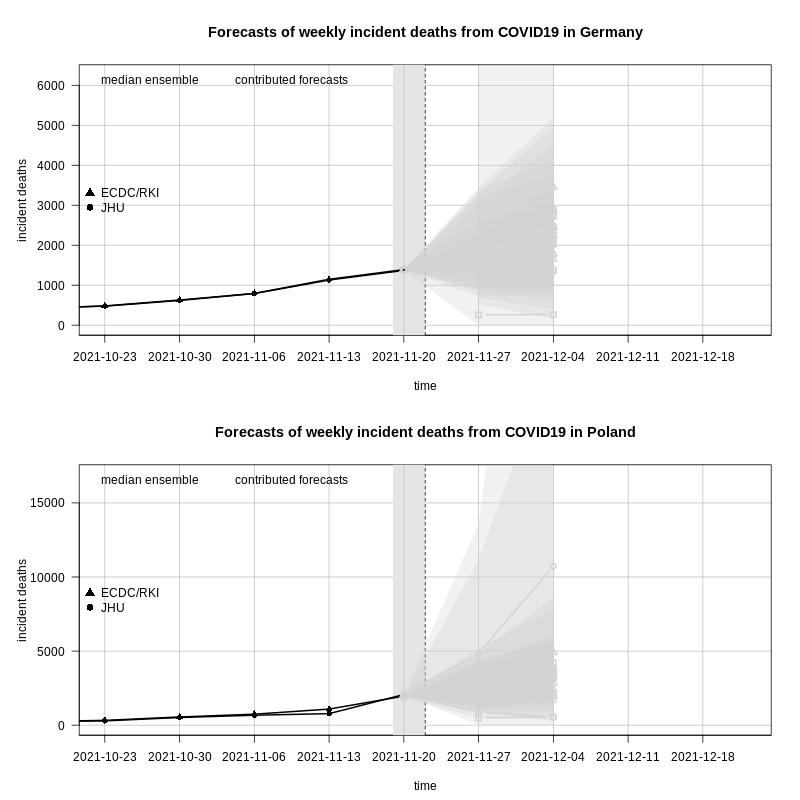 Forecasts of weekly incident deaths from COVID19 in Germany
median ensemble contributed forecasts
6000
5000
4000
3000
2000
1000
0
incident deaths
ECDC/RKI
JHU
2021-10-23 2021-10-30 2021-11-06 2021-11-13 2021-11-20 2021-11-27 2021-12-04 2021-12-11 2021-12-18
time
Forecasts of weekly incident deaths from COVID19 in Poland
median ensemble contributed forecasts
15000
10000
5000
0
incident deaths
ECDC/RKI
JHU
2021-10-23 2021-10-30 2021-11-06 2021-11-13 2021-11-20 2021-11-27 2021-12-04 2021-12-11 2021-12-18
time